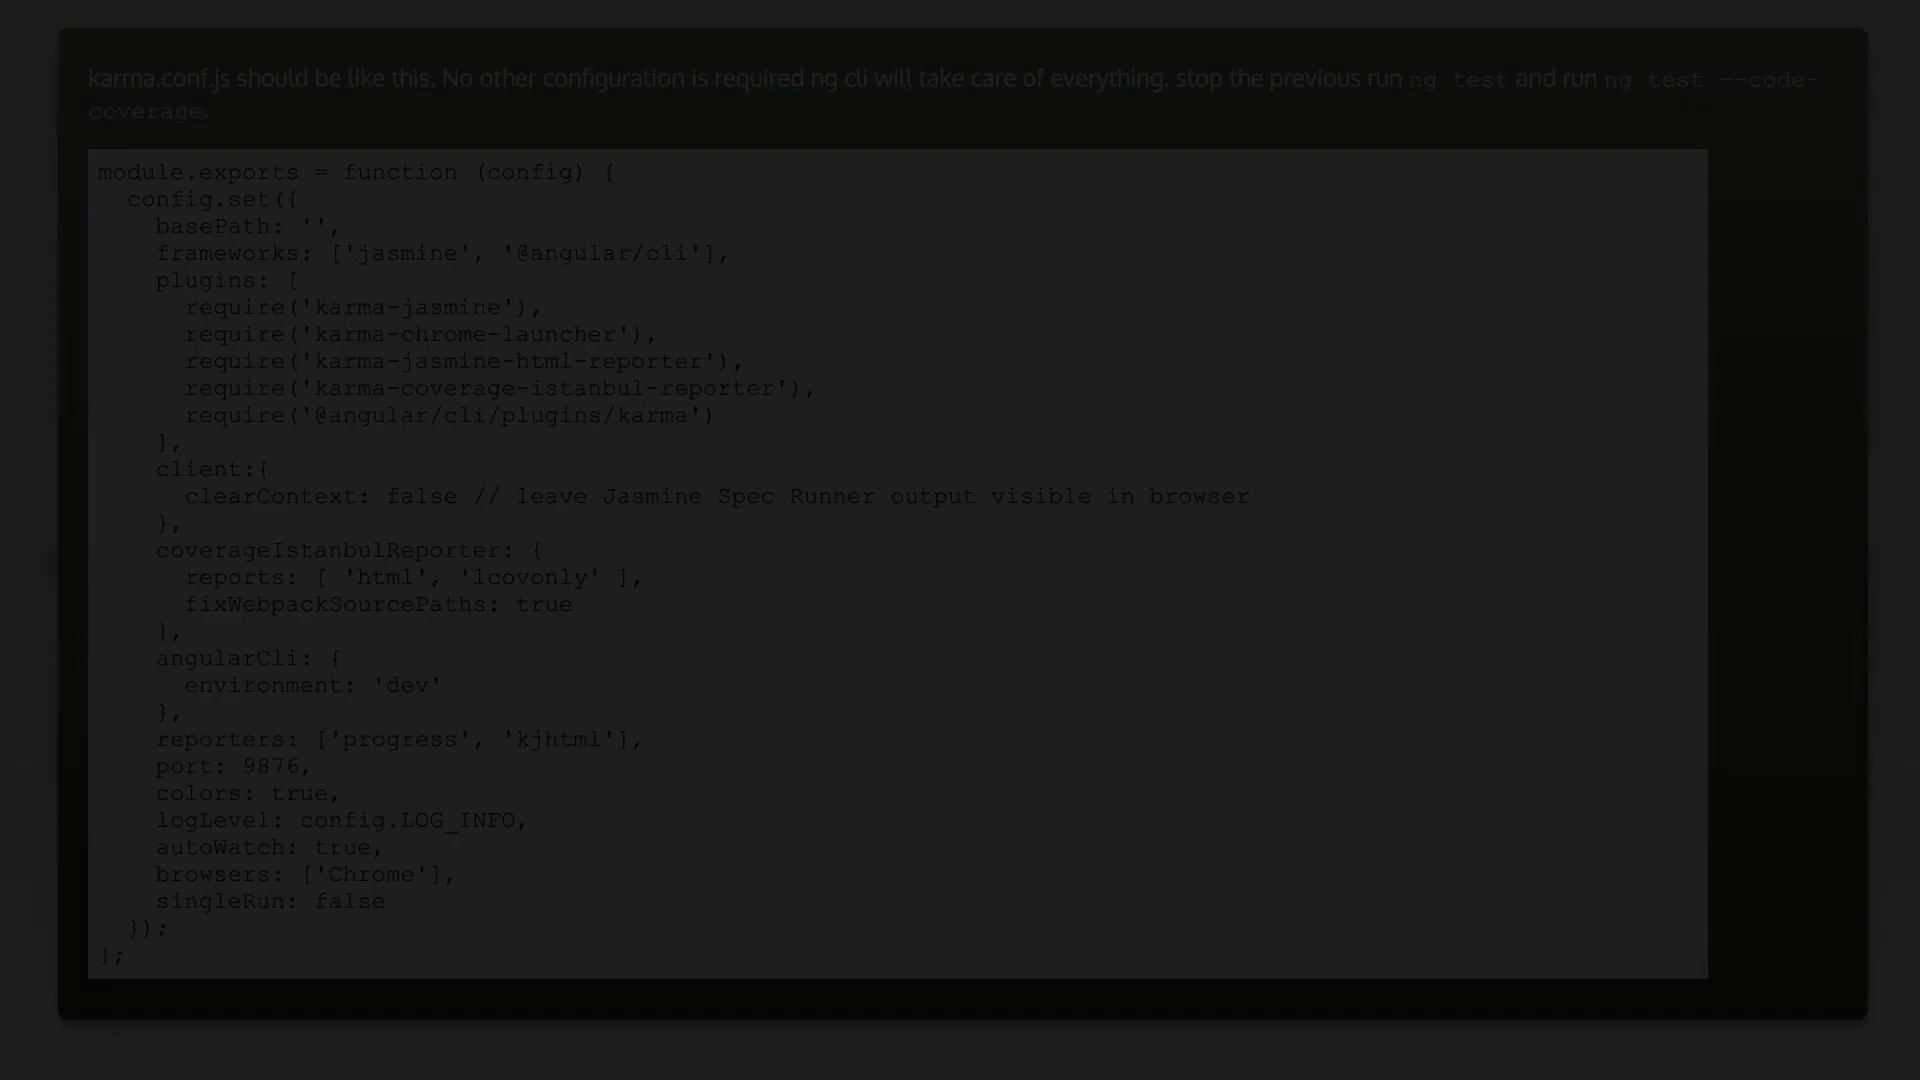 karma.conf.js should be like this. No other configuration is required ng cli will take care of everything. stop the previous run ng test and run ng test --code-
coverage.
module.exports = function (config) {
  config.set({
    basePath: '',
    frameworks: ['jasmine', '@angular/cli'],
    plugins: [
      require('karma-jasmine'),
      require('karma-chrome-launcher'),
      require('karma-jasmine-html-reporter'),
      require('karma-coverage-istanbul-reporter'),
      require('@angular/cli/plugins/karma')
    ],
    client:{
      clearContext: false // leave Jasmine Spec Runner output visible in browser
    },
    coverageIstanbulReporter: {
      reports: [ 'html', 'lcovonly' ],
      fixWebpackSourcePaths: true
    },
    angularCli: {
      environment: 'dev'
    },
    reporters: ['progress', 'kjhtml'],
    port: 9876,
    colors: true,
    logLevel: config.LOG_INFO,
    autoWatch: true,
    browsers: ['Chrome'],
    singleRun: false
  });
};